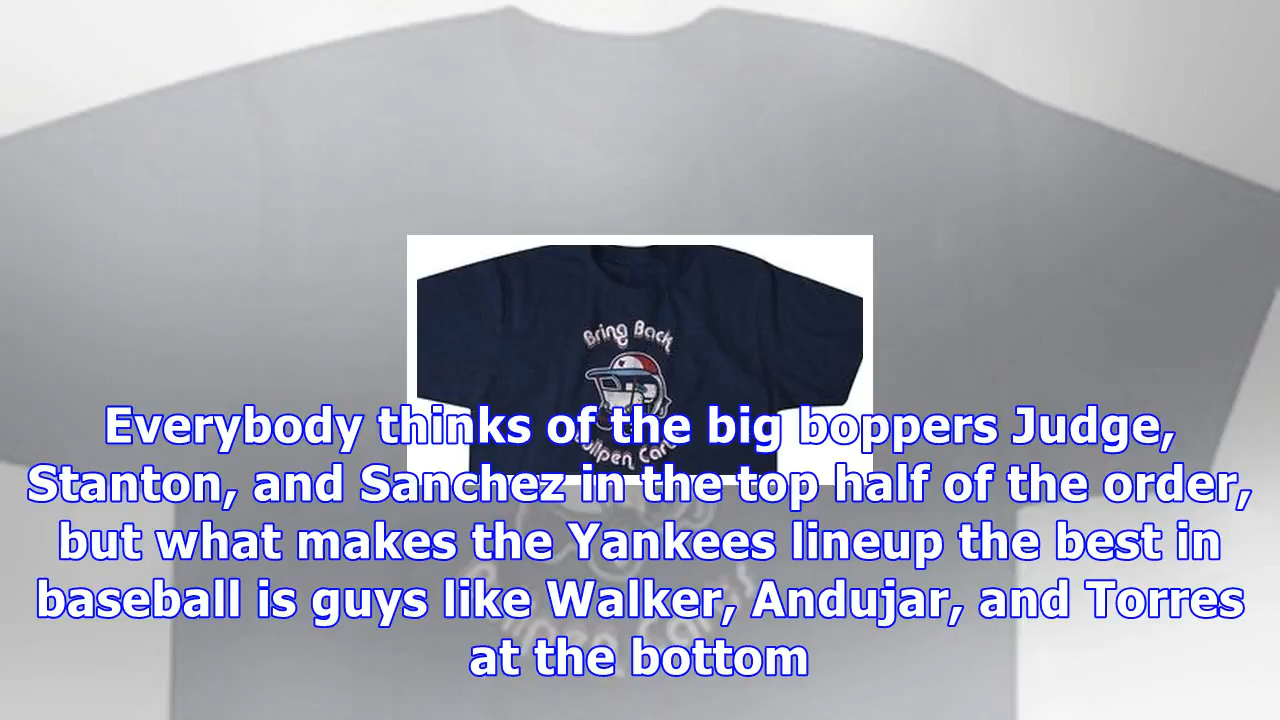 Bring Back
Everybody thinks of the big boppers Judge,
Stanton, and Sanchez in the top half of the order,
but what makes the Yankees lineup the best in
baseball is guys like Walker, Andujar, and Torres
at the bottom